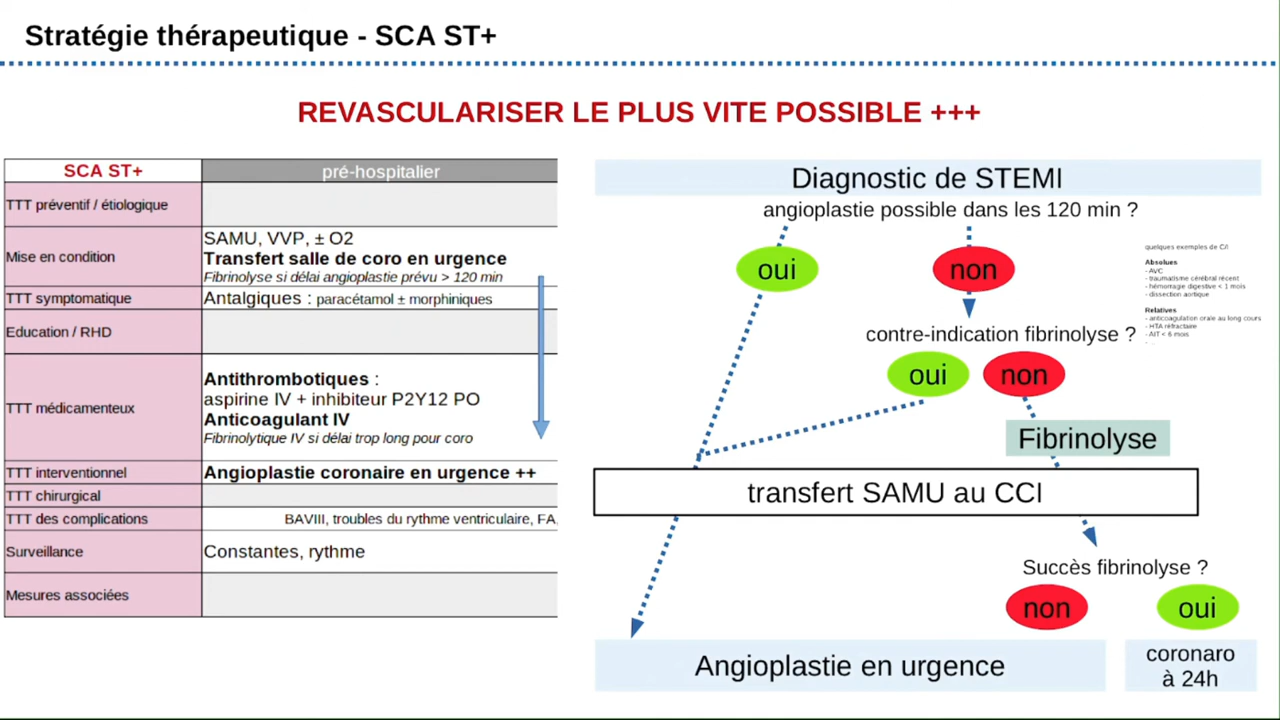 Stratégie thérapeutique - SCA ST+
REVASCULARISER LE PLUS VITE POSSIBLE +++
SCA ST+
pré-hospitalier
TTT préventif / étiologique
Mise en condition
SAMU, VVP, ± O2
Transfert salle de coro en urgence
Fibrinolyse si délai angioplastie prévu > 120 min
TTT symptomatique
Antalgiques : paracétamol ± morphiniques
Education / RHD
TTT médicamenteux
Antithrombotiques :
aspirine IV + inhibiteur P2Y12 PO
Anticoagulant IV
Fibrinolytique IV si délai trop long pour coro
TTT interventionnel
Angioplastie coronaire en urgence ++
TTT chirurgical
TTT des complications
BAVIII, troubles du rythme ventriculaire, FA,
Surveillance
Constantes, rythme
Mesures associées
Diagnostic de STEMI
angioplastie possible dans les 120 min ?
oui
non
quelques exemples de C/I
Absolues
- AVC
- traumatisme cérébral récent
- hémorragie digestive < 1 mois
- dissection aortique
Relatives
- anticoagulation orale au long cours
- HTA réfractaire
- AIT < 6 mois
contre-indication fibrinolyse ?
oui
non
Fibrinolyse
transfert SAMU au CCI
Succès fibrinolyse ?
non
oui
Angioplastie en urgence
coronaro
à 24h